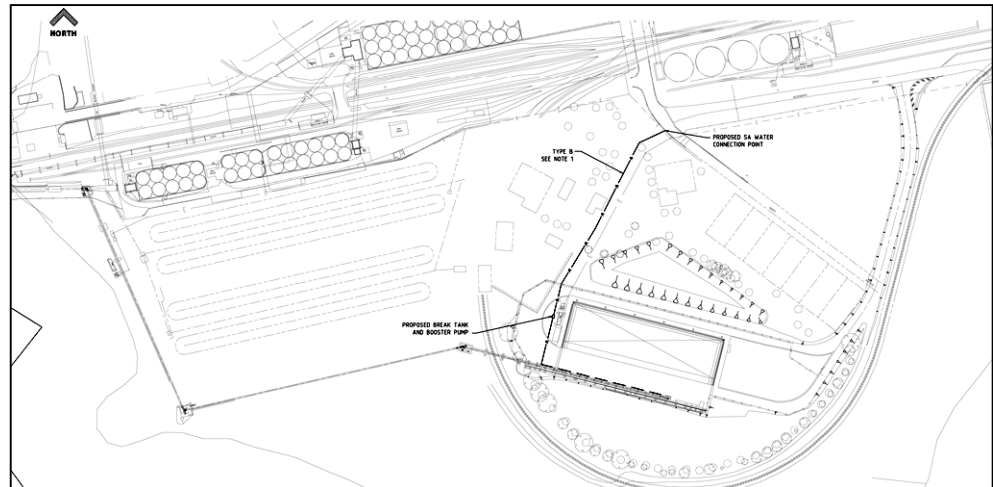 NORTH
PROPOSED SA WATER
CONNECTION POINT
TYPE B
SEE NOTE 1
PROPOSED BREAK TANK
AND BOOSTER PUMP